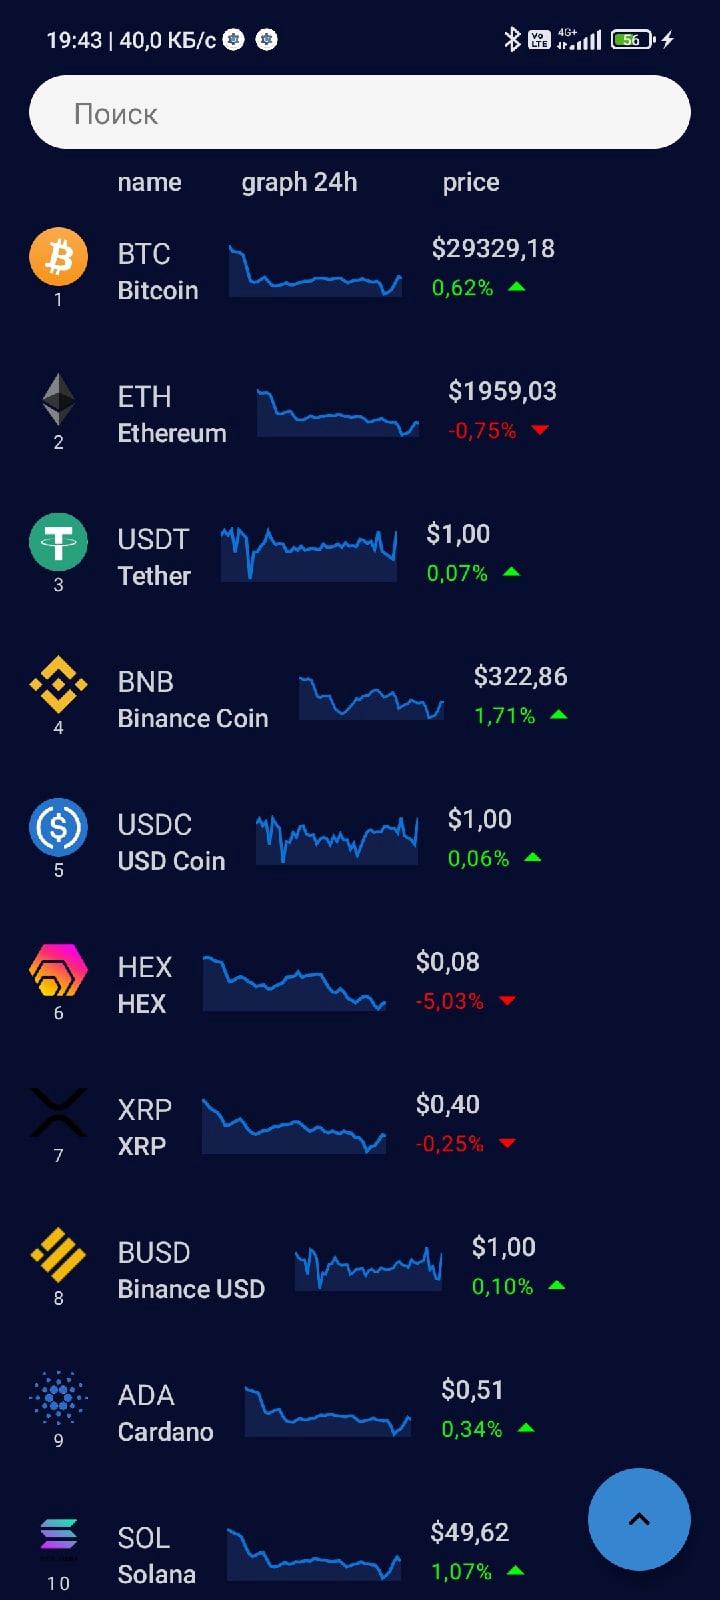 19:43 | 40,0 КБ/с
Vo LTE 4G+ 56
Поиск
name graph 24h price
BTC $29329,18
Bitcoin 0,62%
1
ETH $1959,03
Ethereum -0,75%
2
USDT $1,00
Tether 0,07%
3
BNB $322,86
Binance Coin 1,71%
4
USDC $1,00
USD Coin 0,06%
5
HEX $0,08
HEX -5,03%
6
XRP $0,40
XRP -0,25%
7
BUSD $1,00
Binance USD 0,10%
8
ADA $0,51
Cardano 0,34%
9
SOL $49,62
Solana 1,07%
10